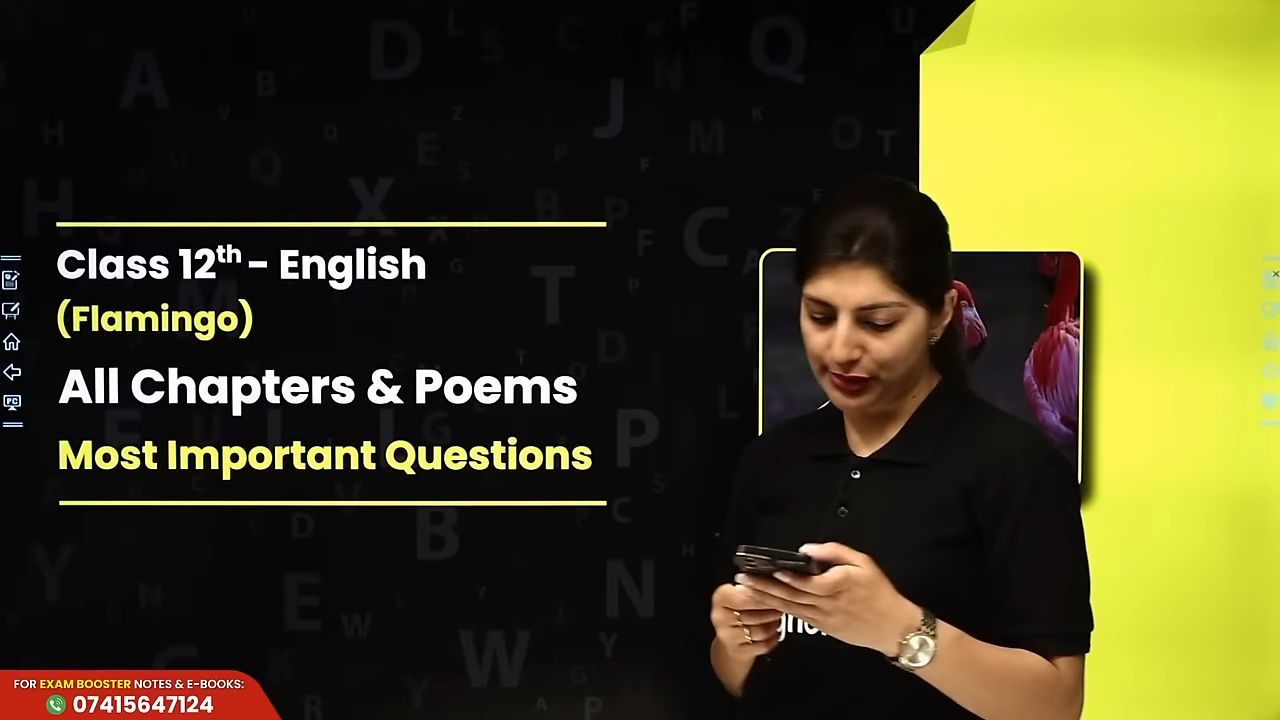 Class 12th - English
(Flamingo)
All Chapters & Poems
Most Important Questions
FOR EXAM BOOSTER NOTES & E-BOOKS:
07415647124